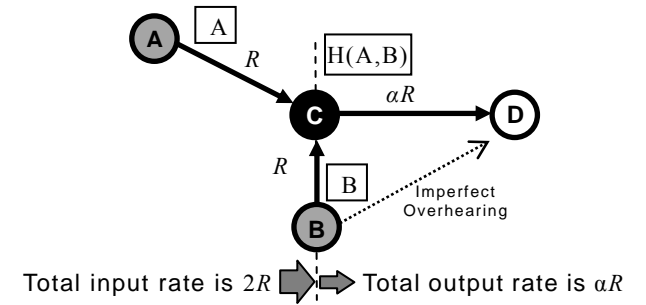 A
A
R
H(A,B)
C
αR
D
R
B
Imperfect
Overhearing
B
Total input rate is 2R
Total output rate is αR